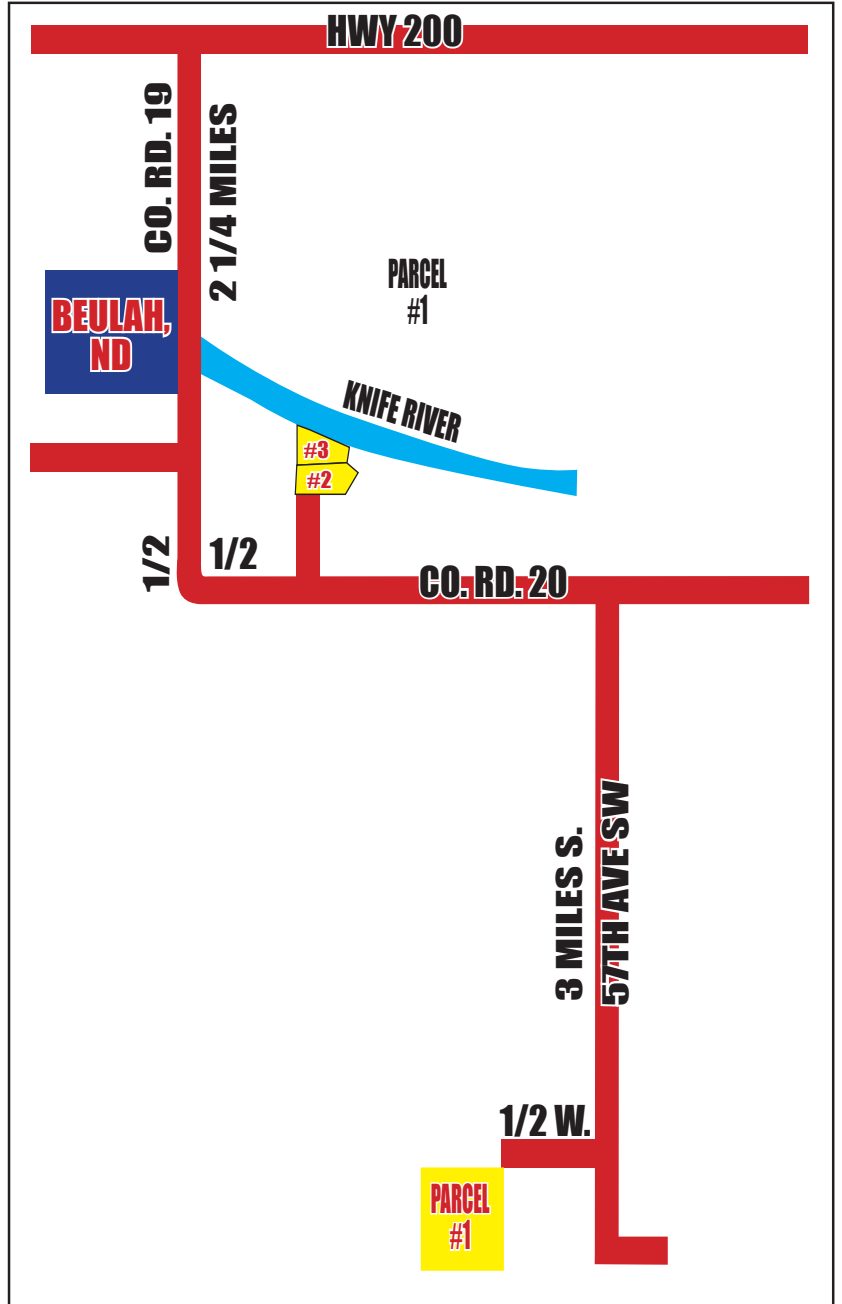 HWY 200
CO. RD. 19
2 1/4 MILES
PARCEL
#1
BEULAH,
ND
KNIFE RIVER
#3
#2
1/2
1/2
CO. RD. 20
3 MILES S.
57TH AVE SW
1/2 W.
PARCEL
#1